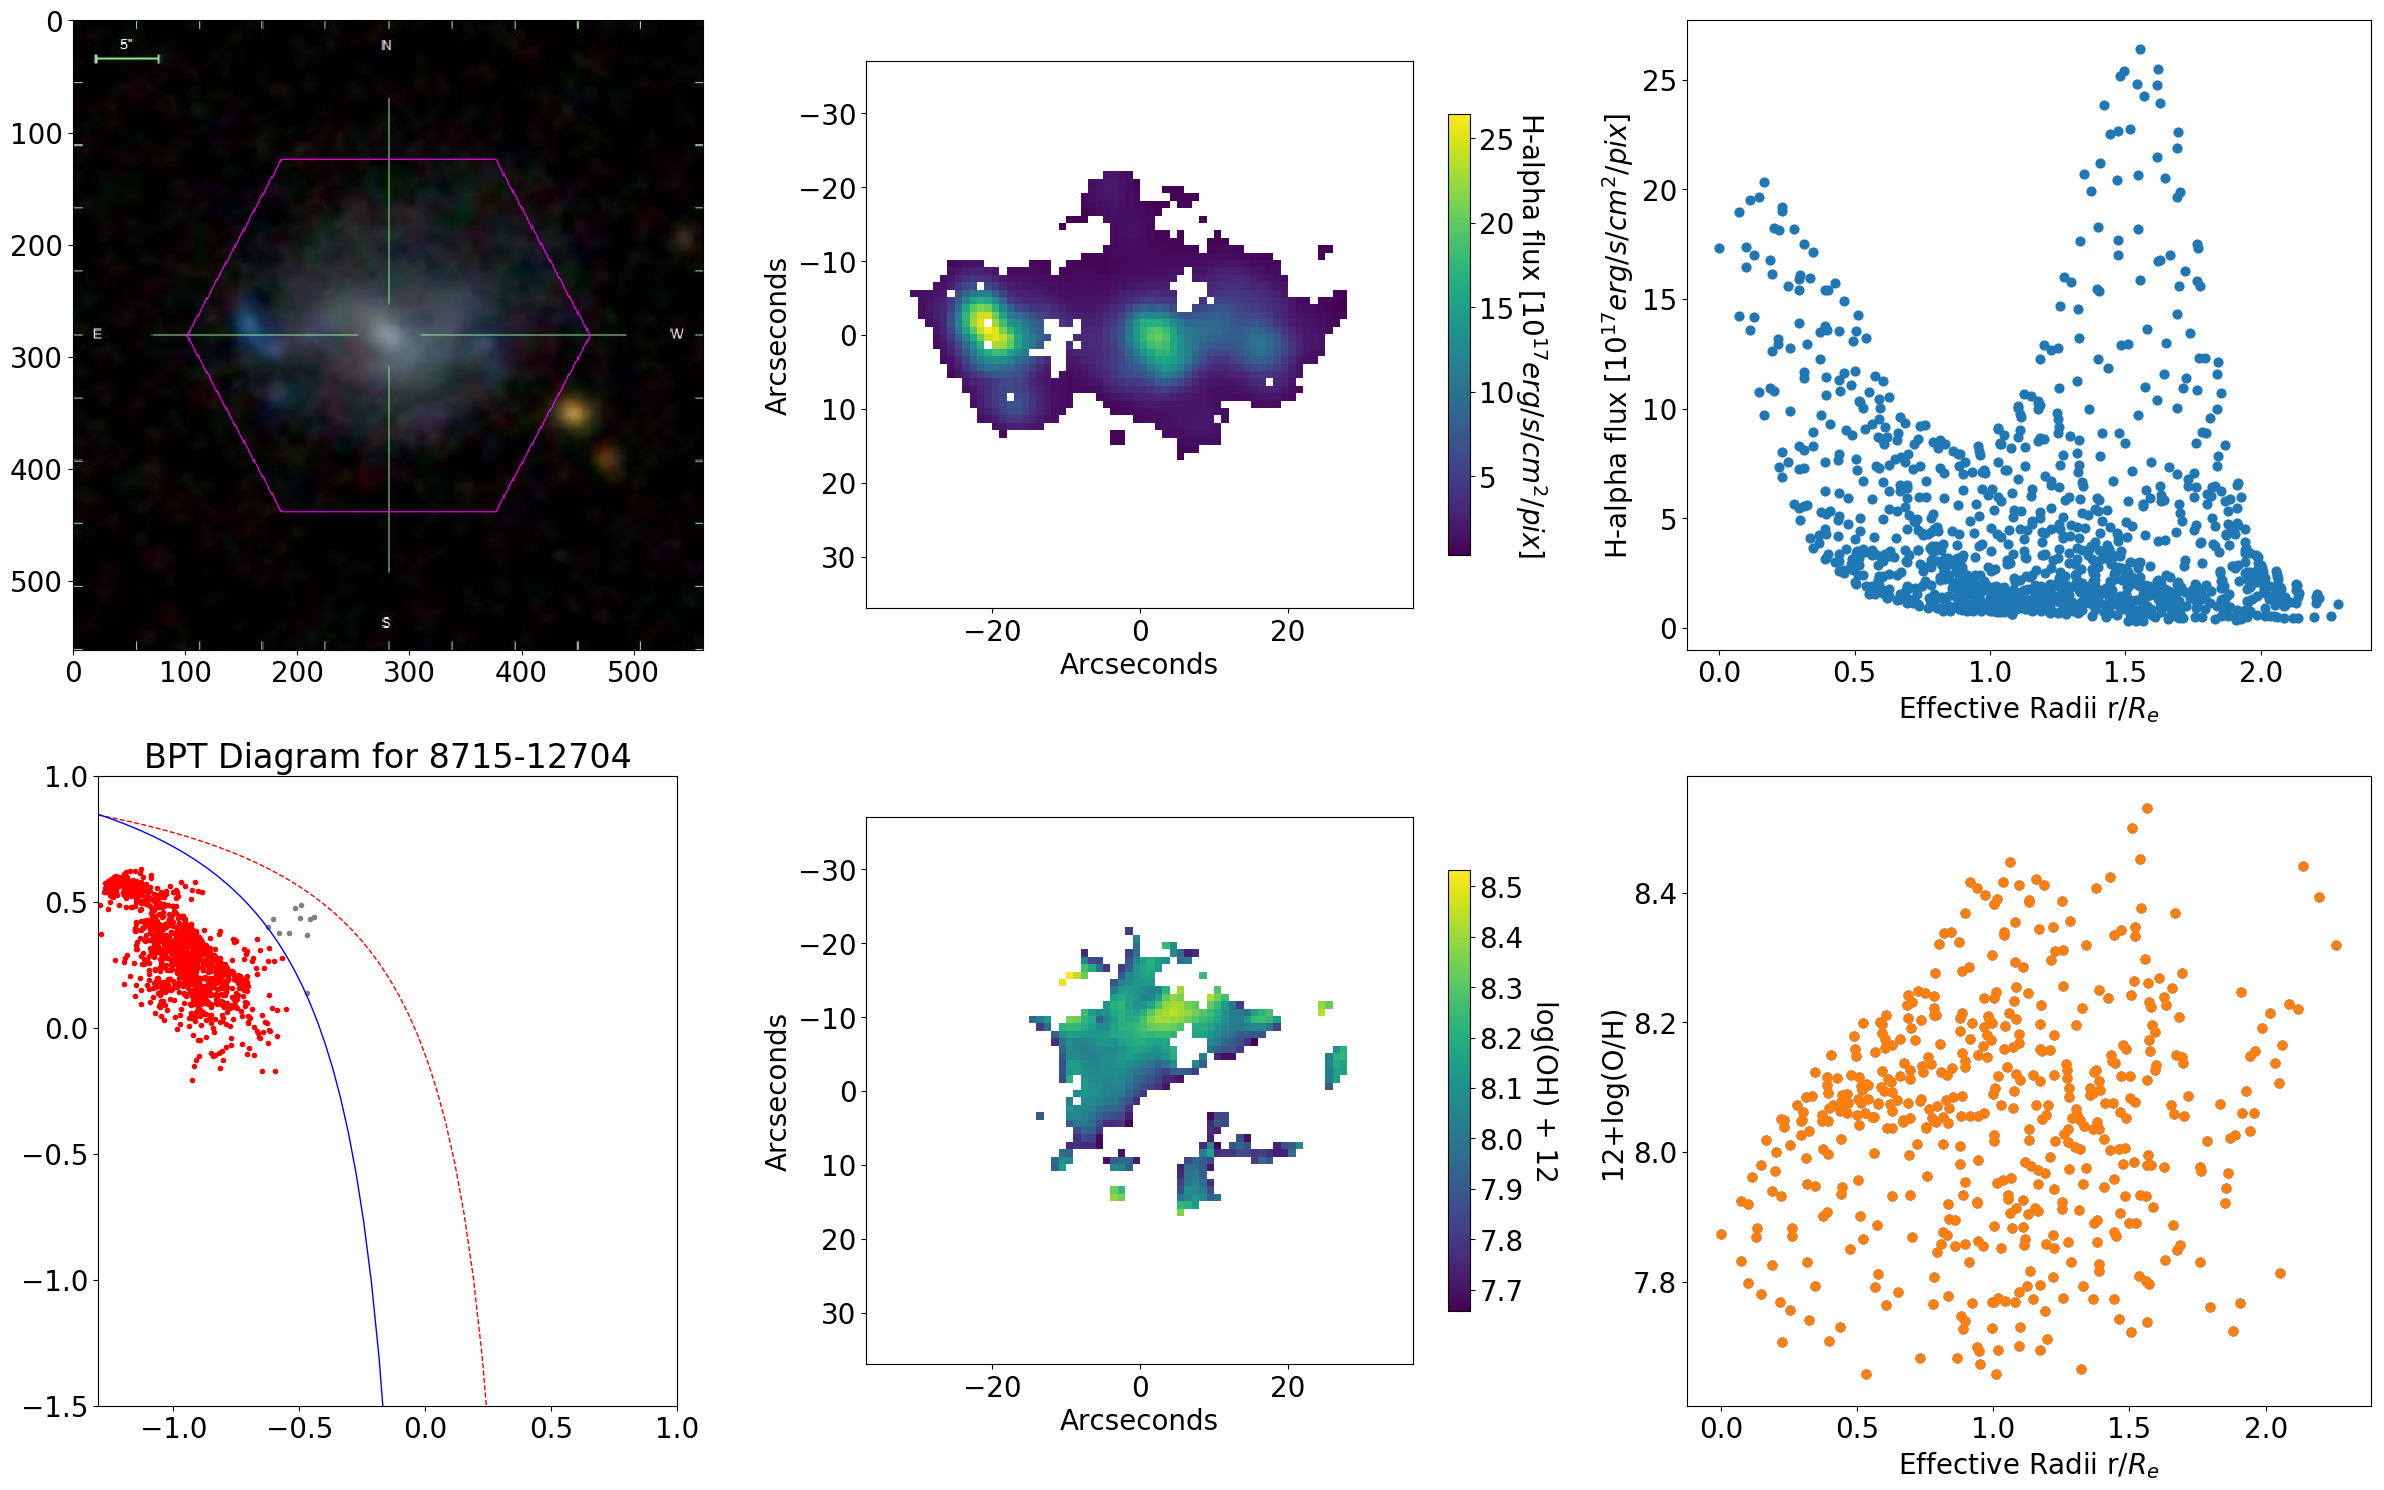 0
100
200
300
400
500
5"
N
E
W
S
0 100 200 300 400 500
−30
−20
−10
0
10
20
30
Arcseconds
−20 0 20
Arcseconds
25
20
15
10
5
H-alpha flux [10^17 erg/s/cm^2/pix]
25
20
15
10
5
0
H-alpha flux [10^17 erg/s/cm^2/pix]
0.0 0.5 1.0 1.5 2.0
Effective Radii r/R_e
BPT Diagram for 8715-12704
1.0
0.5
0.0
−0.5
−1.0
−1.5
−1.0 −0.5 0.0 0.5 1.0
−30
−20
−10
0
10
20
30
Arcseconds
−20 0 20
Arcseconds
8.5
8.4
8.3
8.2
8.1
8.0
7.9
7.8
7.7
log(OH) + 12
8.4
8.2
8.0
7.8
12+log(O/H)
0.0 0.5 1.0 1.5 2.0
Effective Radii r/R_e